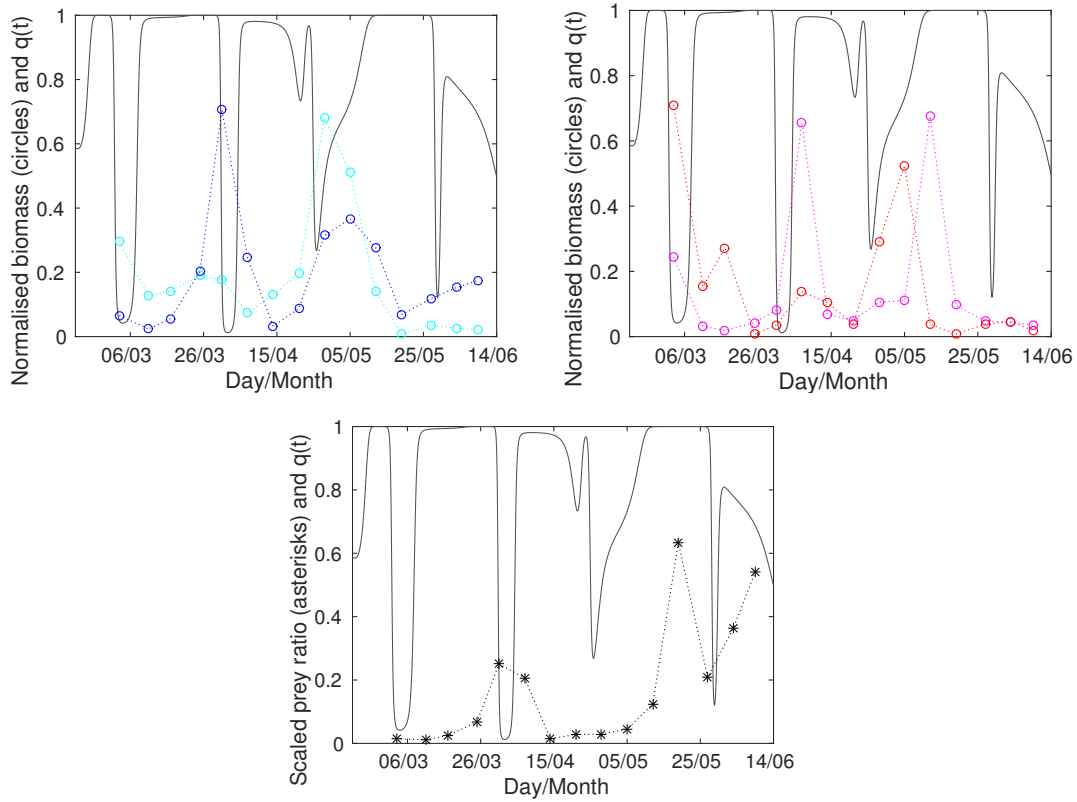 Normalised biomass (circles) and q(t)
1
0.8
0.6
0.4
0.2
0
06/03 26/03 15/04 05/05 25/05 14/06
Day/Month
Normalised biomass (circles) and q(t)
1
0.8
0.6
0.4
0.2
0
06/03 26/03 15/04 05/05 25/05 14/06
Day/Month
Scaled prey ratio (asterisks) and q(t)
1
0.8
0.6
0.4
0.2
0
06/03 26/03 15/04 05/05 25/05 14/06
Day/Month